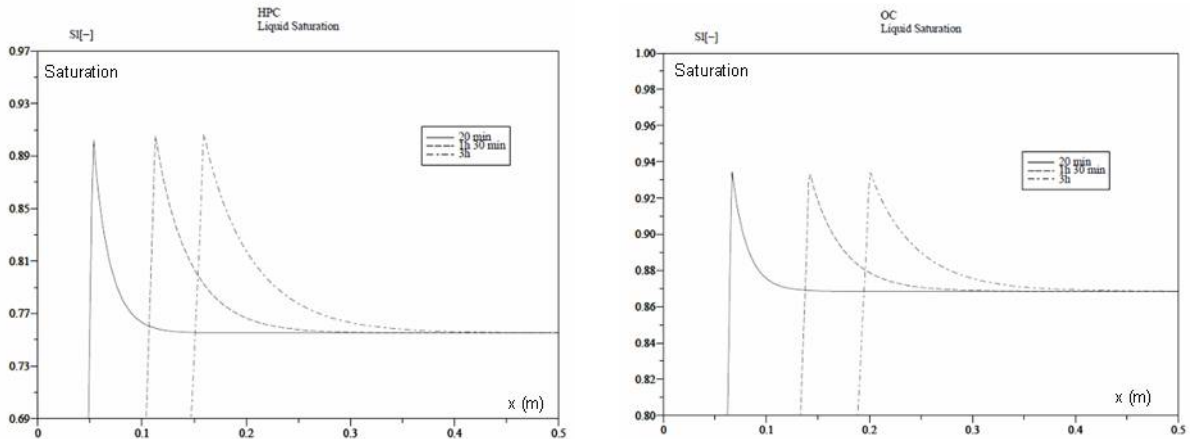 HPC
Liquid Saturation
Sl[-]
Saturation
0.97
0.93
0.89
0.85
0.81
0.77
0.73
0.69
20 min
1h 30 min
3h
x (m)
0 0.1 0.2 0.3 0.4 0.5
OC
Liquid Saturation
Sl[-]
Saturation
1.00
0.98
0.96
0.94
0.92
0.90
0.88
0.86
0.84
0.82
0.80
20 min
1h 30 min
3h
x (m)
0 0.1 0.2 0.3 0.4 0.5